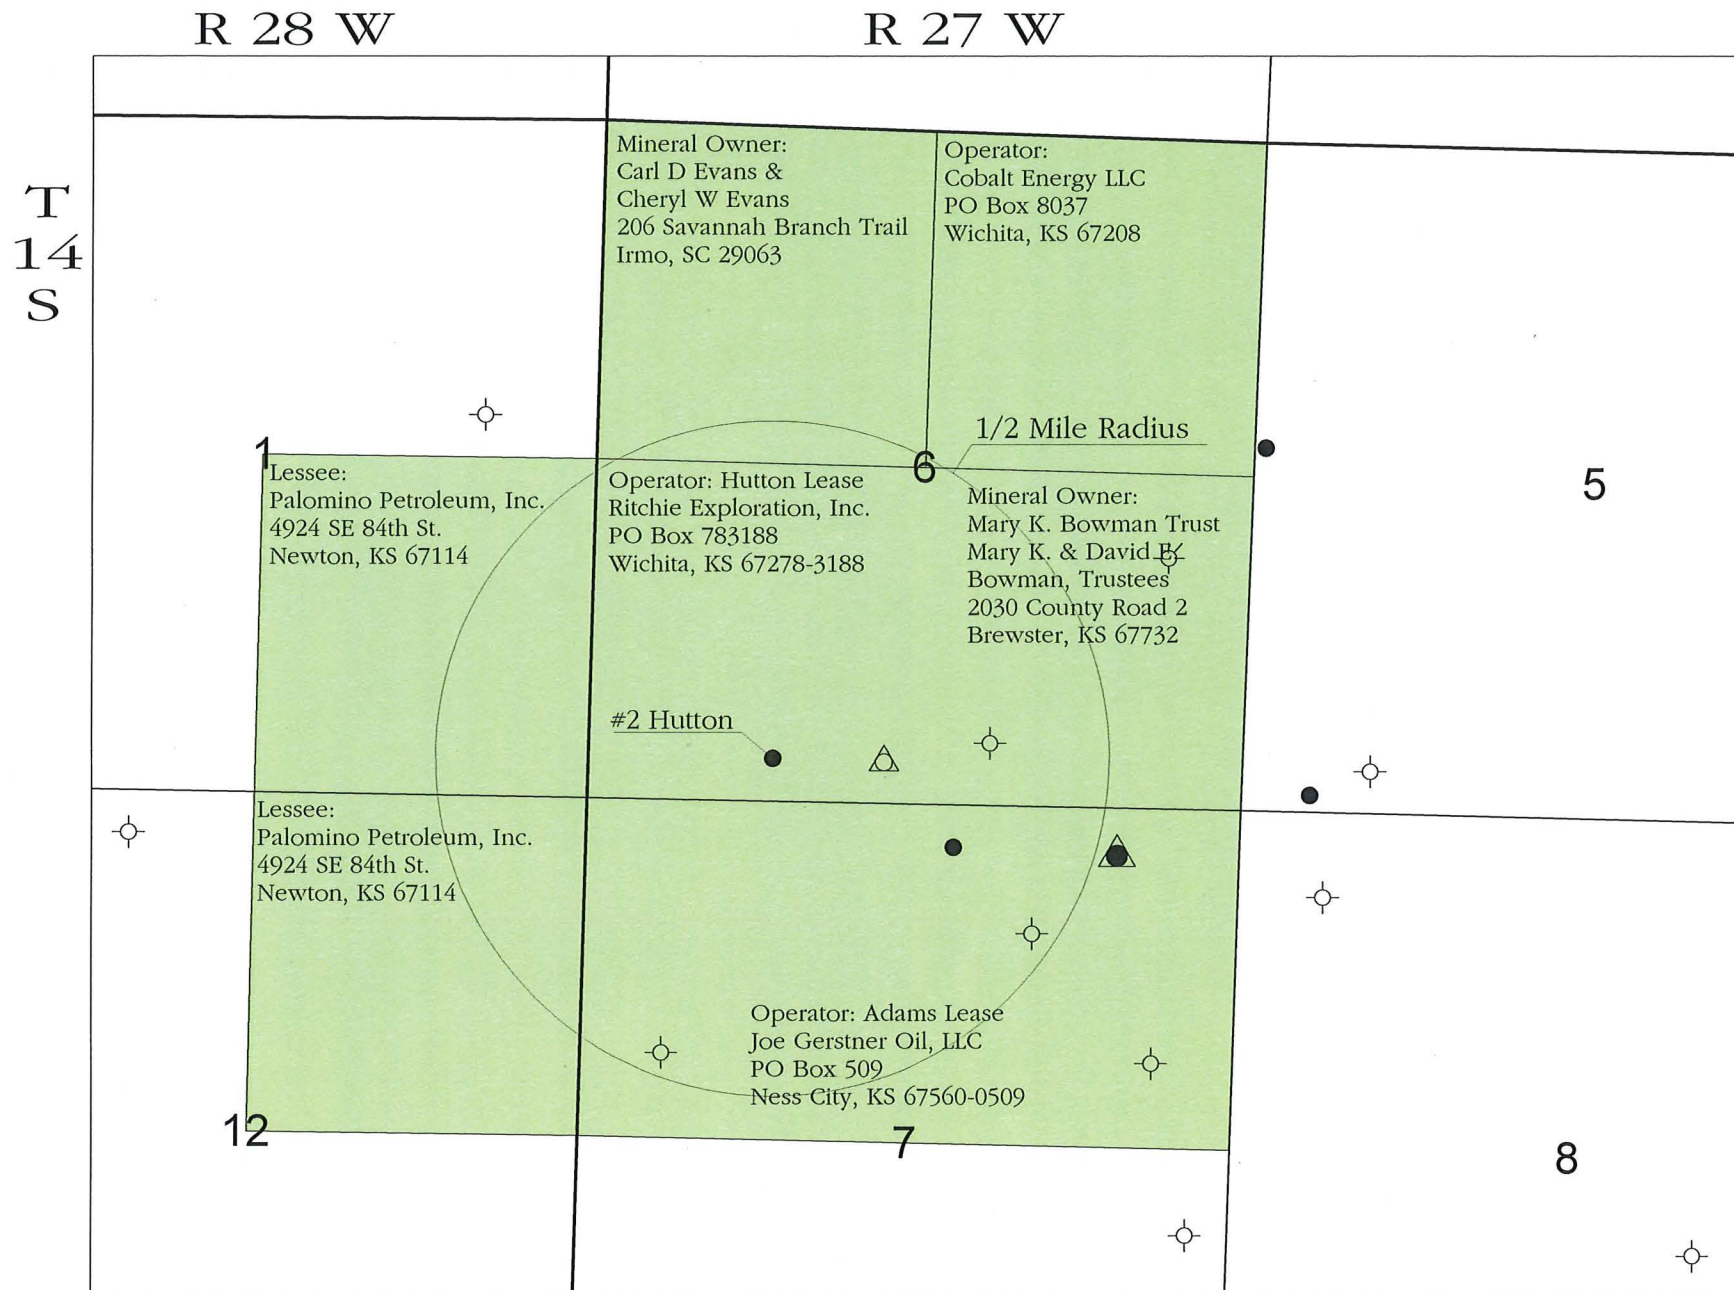 R 28 W
R 27 W
T
14
S
Mineral Owner:
Carl D Evans &
Cheryl W Evans
206 Savannah Branch Trail
Irmo, SC 29063
Operator:
Cobalt Energy LLC
PO Box 8037
Wichita, KS 67208
1/2 Mile Radius
1
6
5
Lessee:
Palomino Petroleum, Inc.
4924 SE 84th St.
Newton, KS 67114
Operator: Hutton Lease
Ritchie Exploration, Inc.
PO Box 783188
Wichita, KS 67278-3188
Mineral Owner:
Mary K. Bowman Trust
Mary K. & David E.
Bowman, Trustees
2030 County Road 2
Brewster, KS 67732
#2 Hutton
Lessee:
Palomino Petroleum, Inc.
4924 SE 84th St.
Newton, KS 67114
Operator: Adams Lease
Joe Gerstner Oil, LLC
PO Box 509
Ness City, KS 67560-0509
12
7
8